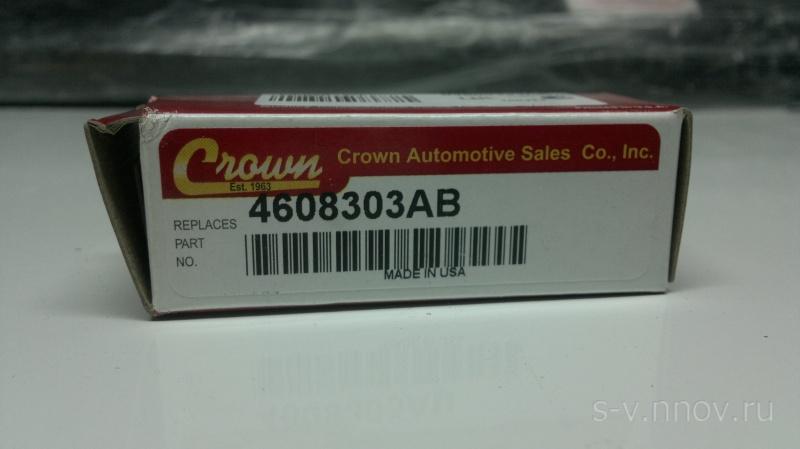 Crown
Est. 1963
Crown Automotive Sales Co., Inc.
REPLACES
PART
NO.
4608303AB
MADE IN USA
s-v.nnov.ru